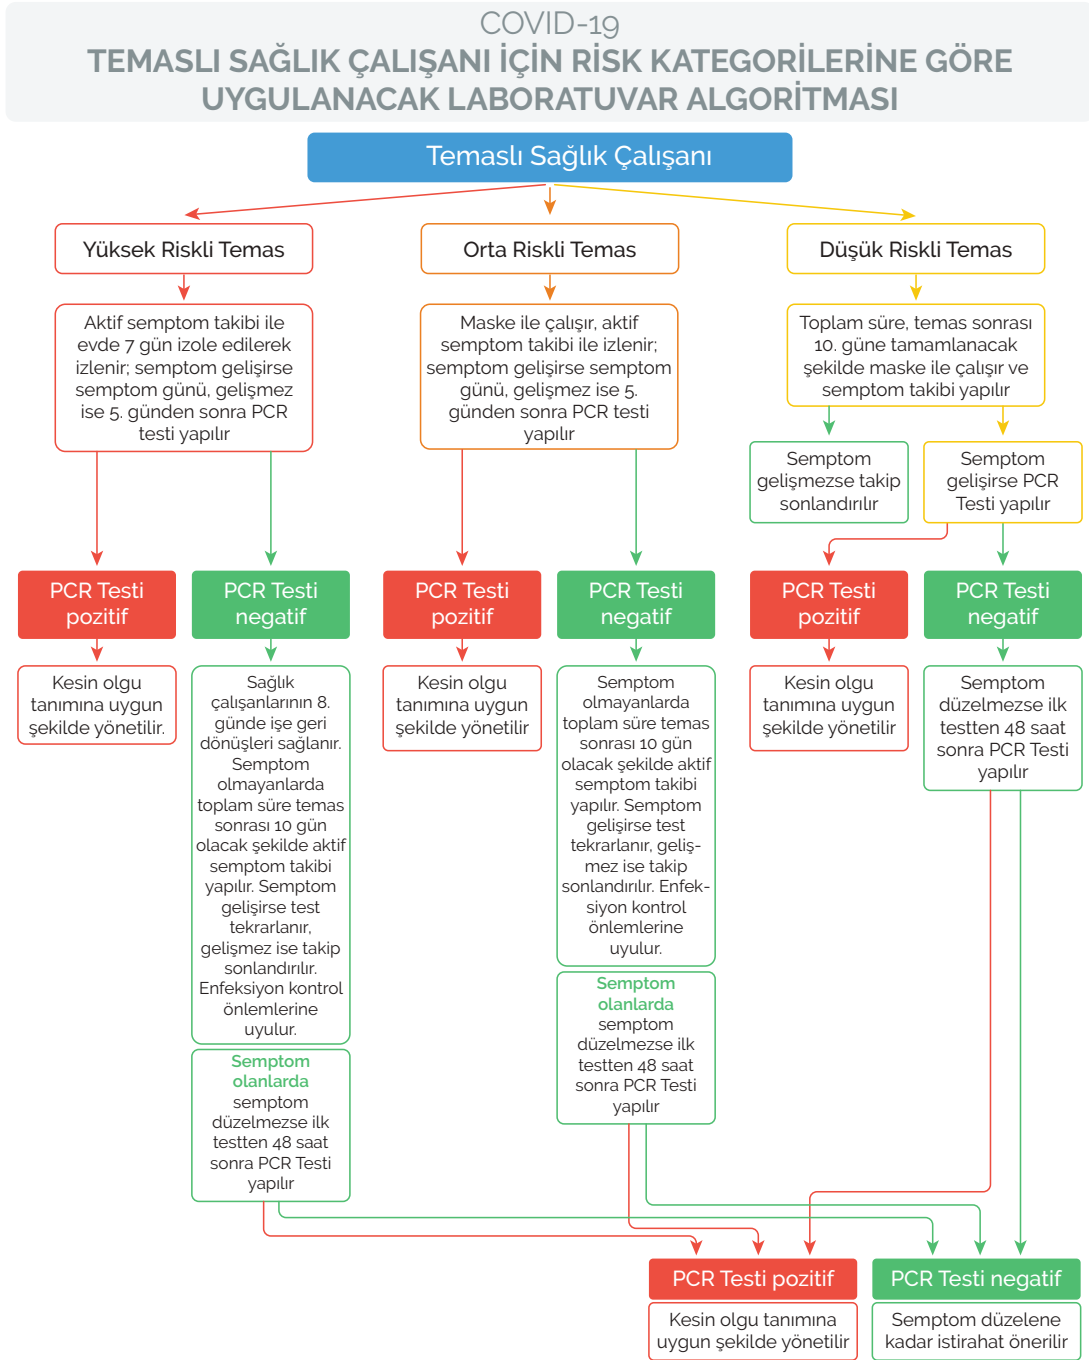 COVID-19
TEMASLI SAĞLIK ÇALIŞANI İÇİN RİSK KATEGORİLERİNE GÖRE
UYGULANACAK LABORATUVAR ALGORİTMASI
Temaslı Sağlık Çalışanı
Yüksek Riskli Temas
Aktif semptom takibi ile
evde 7 gün izole edilerek
izlenir; semptom gelişirse
semptom günü, gelişmez
ise 5. günden sonra PCR
testi yapılır
PCR Testi
pozitif
Kesin olgu
tanımına uygun
şekilde yönetilir.
PCR Testi
negatif
Sağlık
çalışanlarının 8.
günde işe geri
dönüşleri sağlanır.
Semptom
olmayanlarda
toplam süre temas
sonrası 10 gün
olacak şekilde aktif
semptom takibi
yapılır. Semptom
gelişirse test
tekrarlanır,
gelişmez ise takip
sonlandırılır.
Enfeksiyon kontrol
önlemlerine
uyulur.
Semptom
olanlarda
semptom
düzelmezse ilk
testten 48 saat
sonra PCR Testi
yapılır
Orta Riskli Temas
Maske ile çalışır, aktif
semptom takibi ile izlenir;
semptom gelişirse semptom
günü, gelişmez ise 5.
günden sonra PCR testi
yapılır
PCR Testi
pozitif
Kesin olgu
tanımına uygun
şekilde yönetilir
PCR Testi
negatif
Semptom
olmayanlarda
toplam süre temas
sonrası 10 gün
olacak şekilde aktif
semptom takibi
yapılır. Semptom
gelişirse test
tekrarlanır, geliş-
mez ise takip
sonlandırılır. Enfek-
siyon kontrol
önlemlerine
uyulur.
Semptom
olanlarda
semptom
düzelmezse ilk
testten 48 saat
sonra PCR Testi
yapılır
Düşük Riskli Temas
Toplam süre, temas sonrası
10. güne tamamlanacak
şekilde maske ile çalışır ve
semptom takibi yapılır
Semptom
gelişmezse takip
sonlandırılır
Semptom
gelişirse PCR
Testi yapılır
PCR Testi
pozitif
Kesin olgu
tanımına uygun
şekilde yönetilir
PCR Testi
negatif
Semptom
düzelmezse ilk
testten 48 saat
sonra PCR Testi
yapılır
PCR Testi pozitif
Kesin olgu tanımına
uygun şekilde yönetilir
PCR Testi negatif
Semptom düzelene
kadar istirahat önerilir